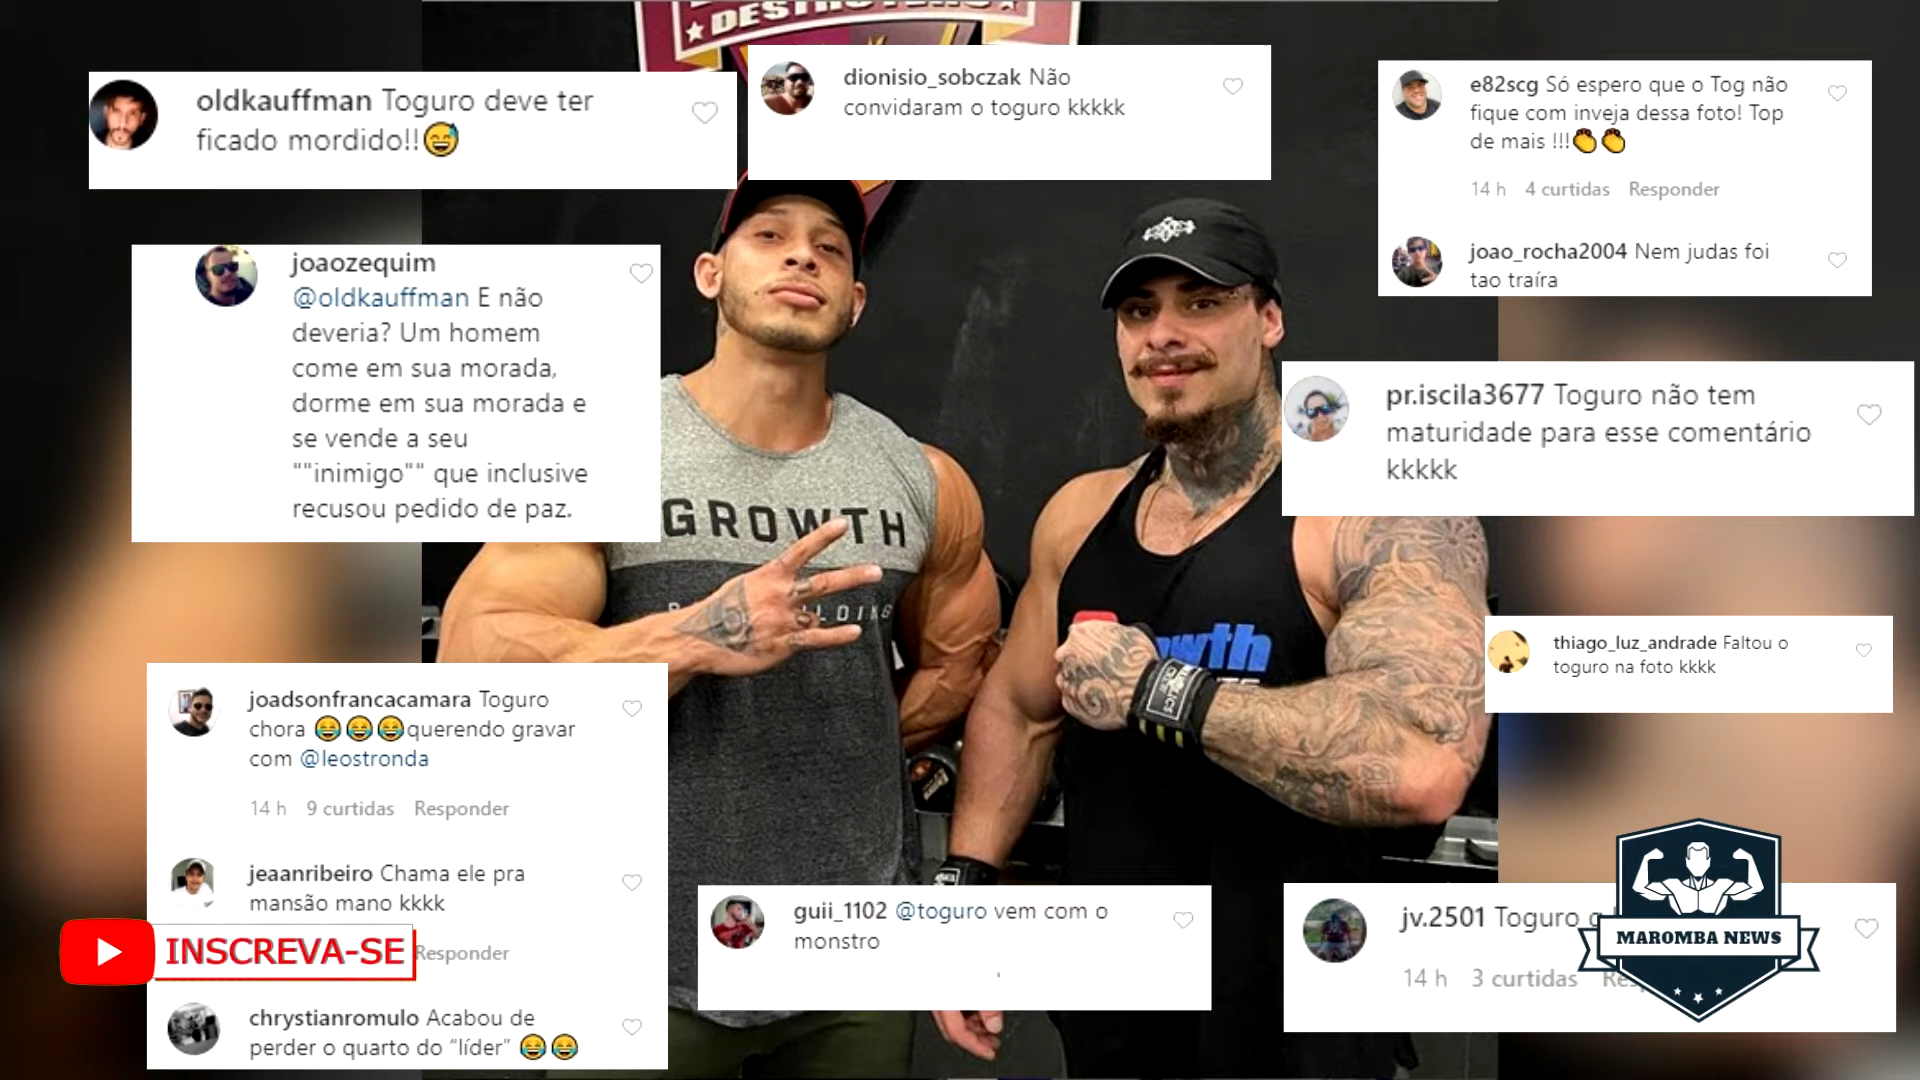 DESTROYERS
oldkauffman Toguro deve ter
ficado mordido!!😅
dionisio_sobczak Não
convidaram o toguro kkkkk
e82scg Só espero que o Tog não
fique com inveja dessa foto! Top
de mais !!!👏👏
14 h 4 curtidas Responder
joao_rocha2004 Nem judas foi
tao traíra
joaozequim
@oldkauffman E não
deveria? Um homem
come em sua morada,
dorme em sua morada e
se vende a seu
""inimigo"" que inclusive
recusou pedido de paz.
pr.iscila3677 Toguro não tem
maturidade para esse comentário
kkkkk
GROWTH
thiago_luz_andrade Faltou o
toguro na foto kkkk
joadsonfrancacamara Toguro
chora 😂😂😂querendo gravar
com @leostronda
14 h 9 curtidas Responder
jeaanribeiro Chama ele pra
mansão mano kkkk
Responder
INSCREVA-SE
chrystianromulo Acabou de
perder o quarto do “líder” 😂😂
guii_1102 @toguro vem com o
monstro
jv.2501 Toguro
14 h 3 curtidas
MAROMBA NEWS